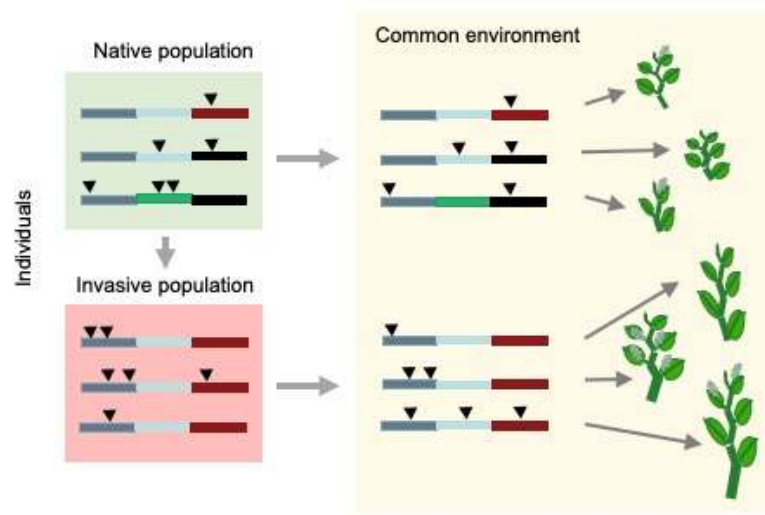 Native population
Common environment
Individuals
Invasive population